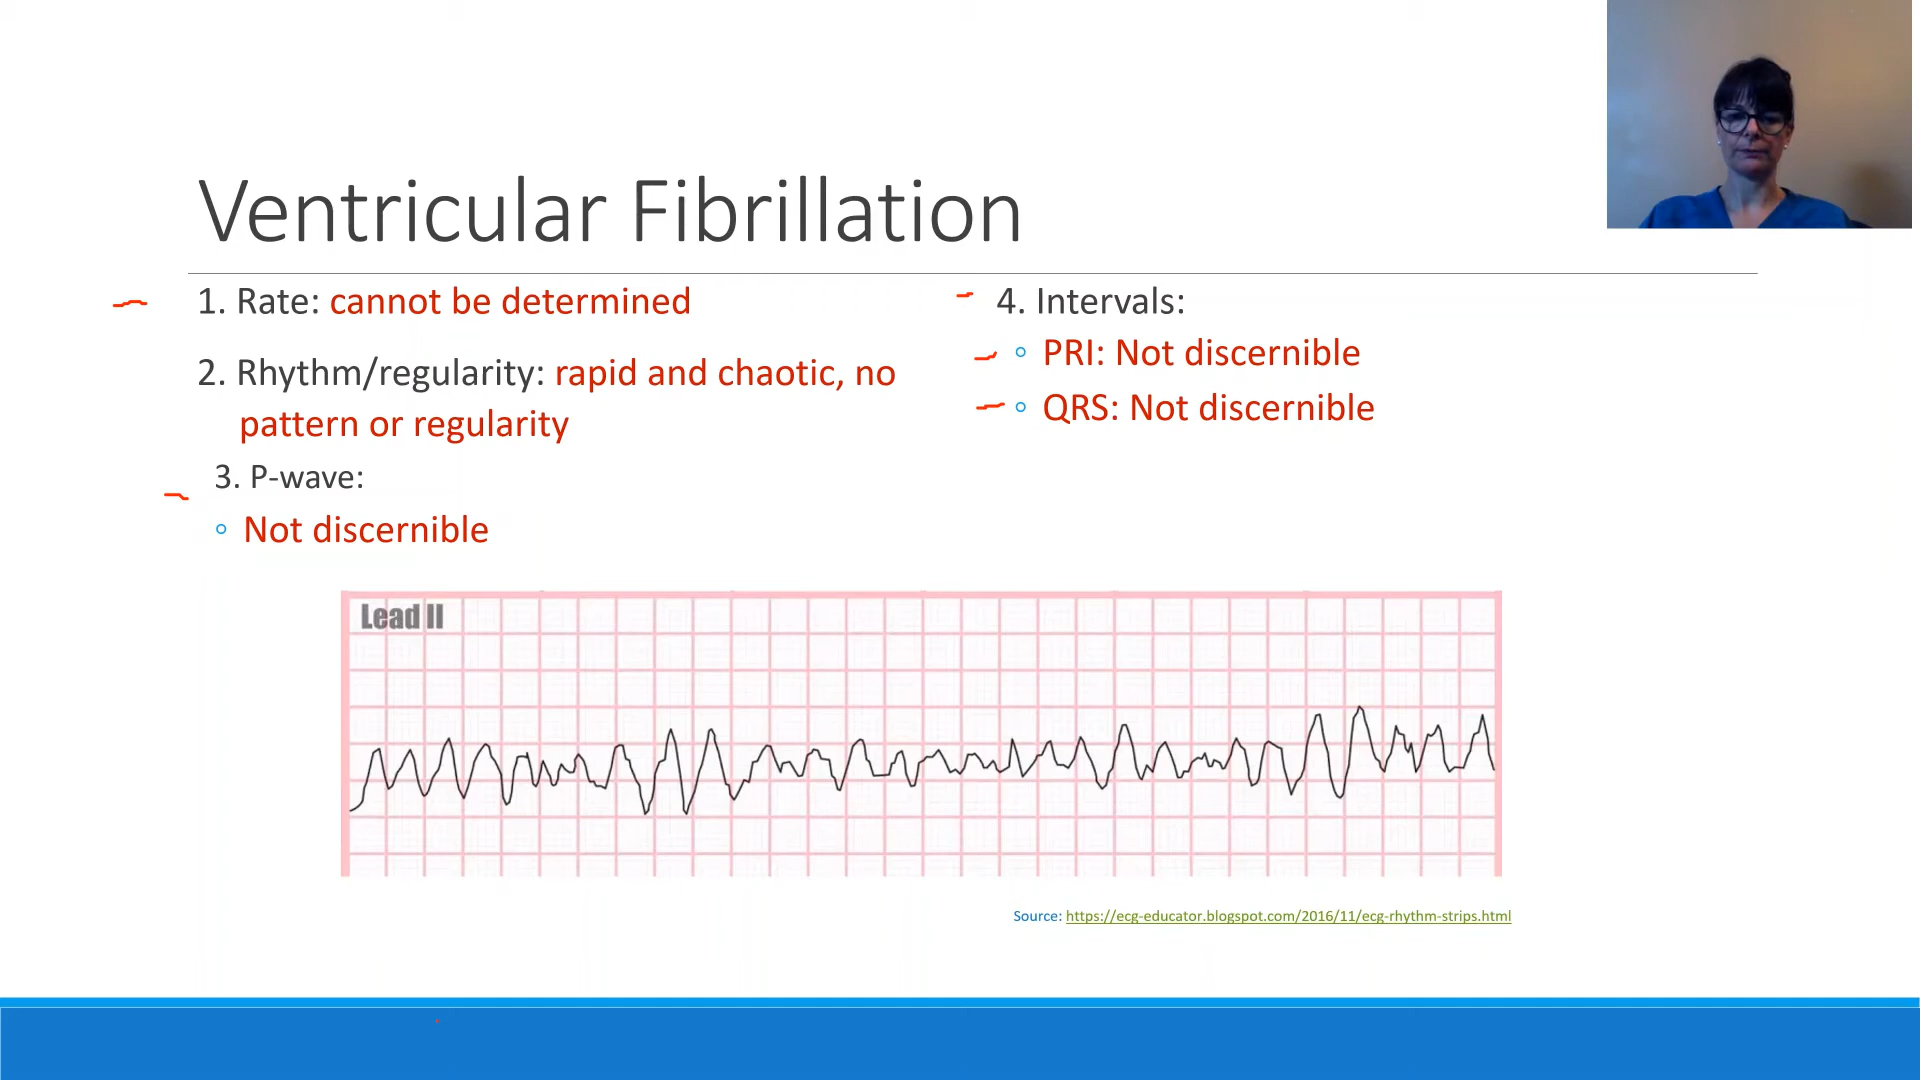 Ventricular Fibrillation
1. Rate: cannot be determined
2. Rhythm/regularity: rapid and chaotic, no
pattern or regularity
3. P-wave:
Not discernible
4. Intervals:
PRI: Not discernible
QRS: Not discernible
Lead II
Source: https://ecg-educator.blogspot.com/2016/11/ecg-rhythm-strips.html